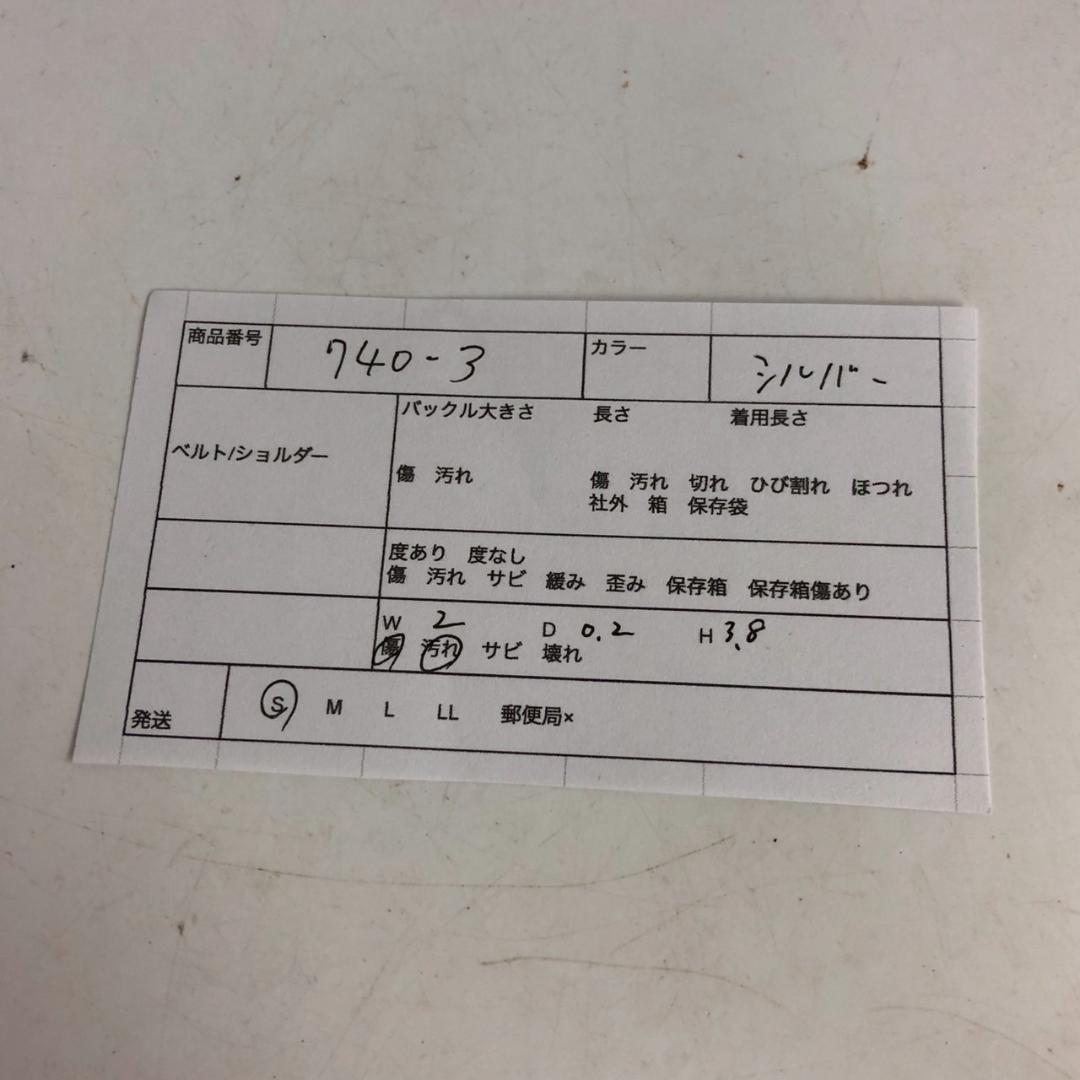 商品番号 740-3 カラー シルバー
バックル大きさ 長さ 着用長さ
ベルト/ショルダー
傷 汚れ 傷 汚れ 切れ ひび割れ ほつれ
社外 箱 保存袋
度あり 度なし
傷 汚れ サビ 緩み 歪み 保存箱 保存箱傷あり
W 2 D 0.2 H 3.8
傷 汚れ サビ 壊れ
発送 S M L LL 郵便局×